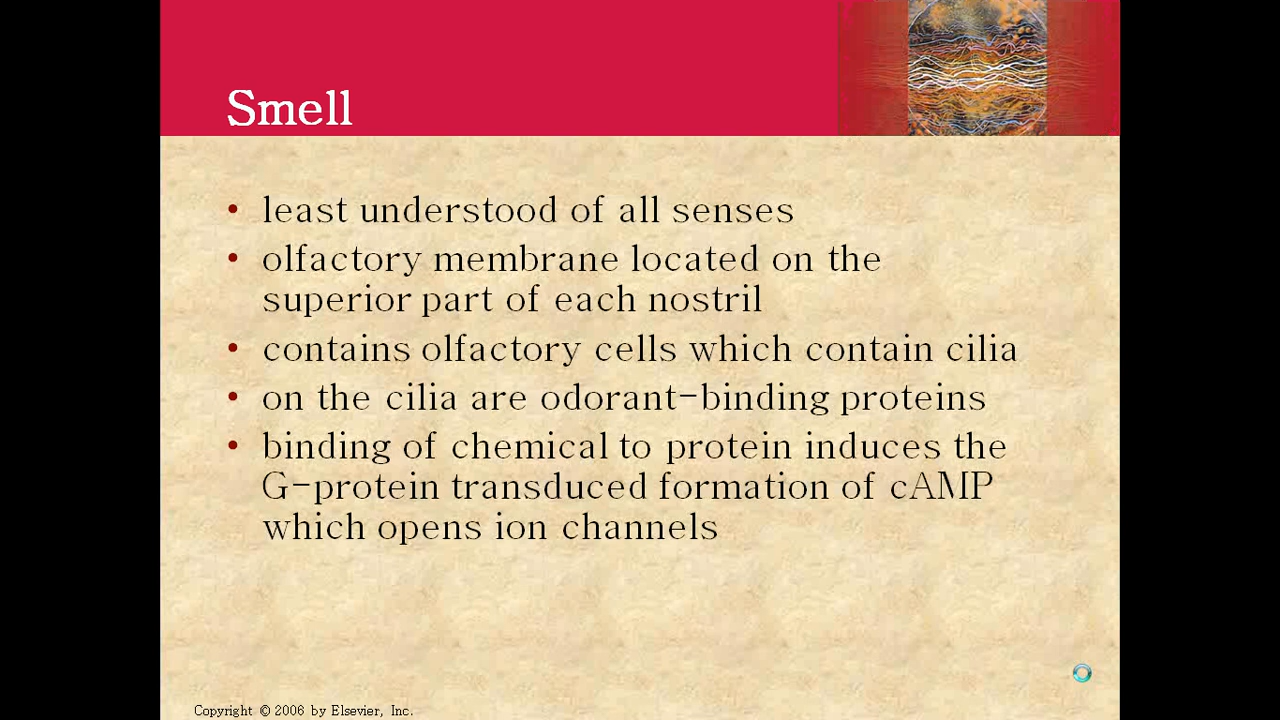 Smell
• least understood of all senses
• olfactory membrane located on the
superior part of each nostril
• contains olfactory cells which contain cilia
• on the cilia are odorant-binding proteins
• binding of chemical to protein induces the
G-protein transduced formation of cAMP
which opens ion channels
Copyright © 2006 by Elsevier, Inc.